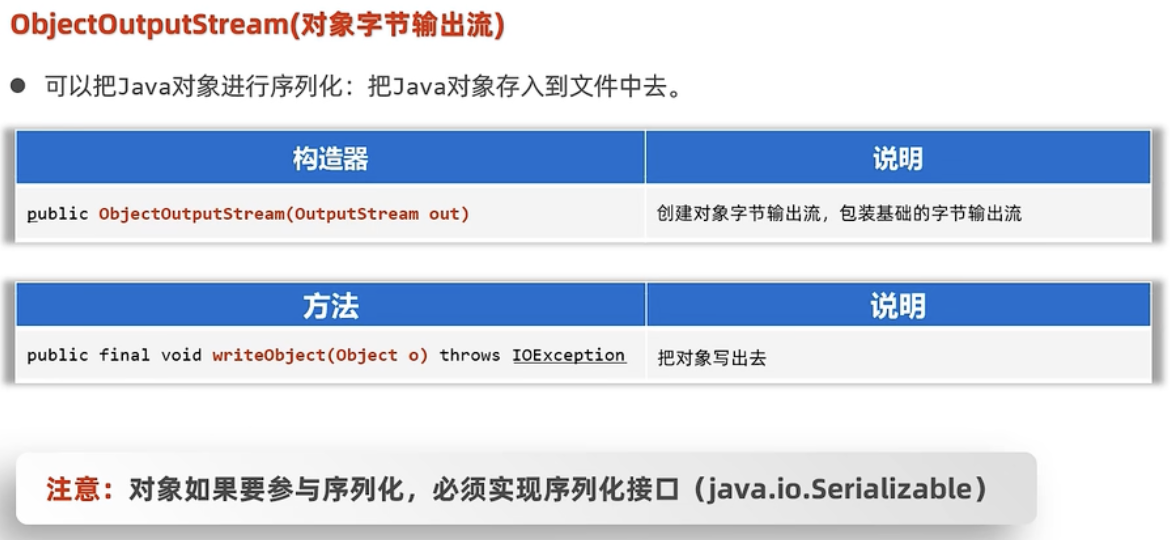 ObjectOutputStream(对象字节输出流)
● 可以把Java对象进行序列化：把Java对象存入到文件中去。
构造器 说明
public ObjectOutputStream(OutputStream out) 创建对象字节输出流，包装基础的字节输出流
方法 说明
public final void writeObject(Object o) throws IOException 把对象写出去
注意：对象如果要参与序列化，必须实现序列化接口（java.io.Serializable）